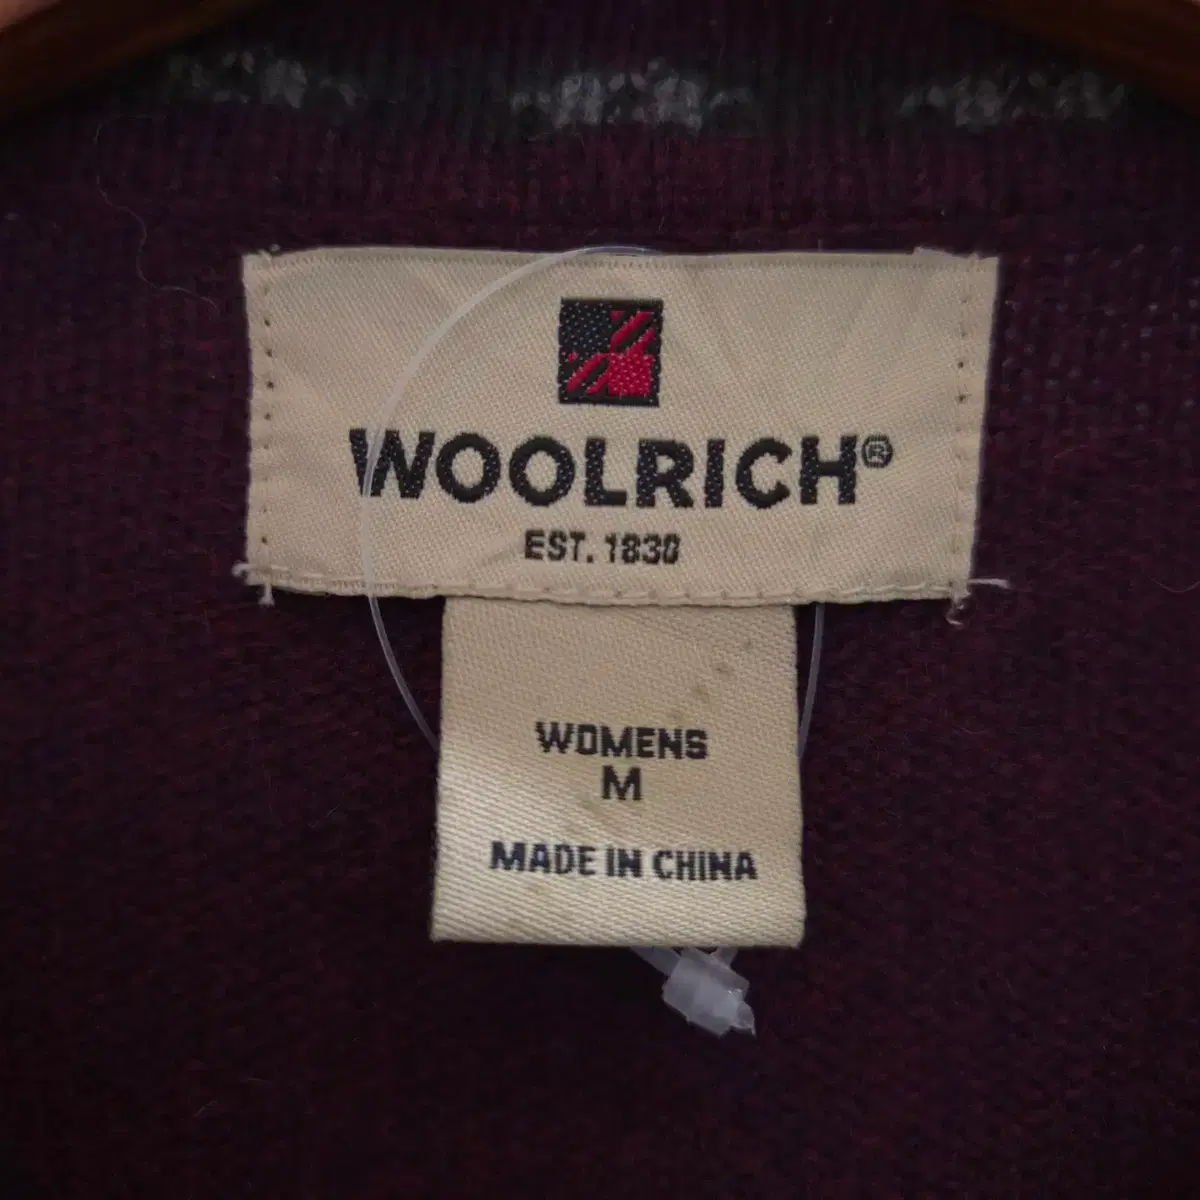 WOOLRICH®
EST. 1830
WOMENS
M
MADE IN CHINA